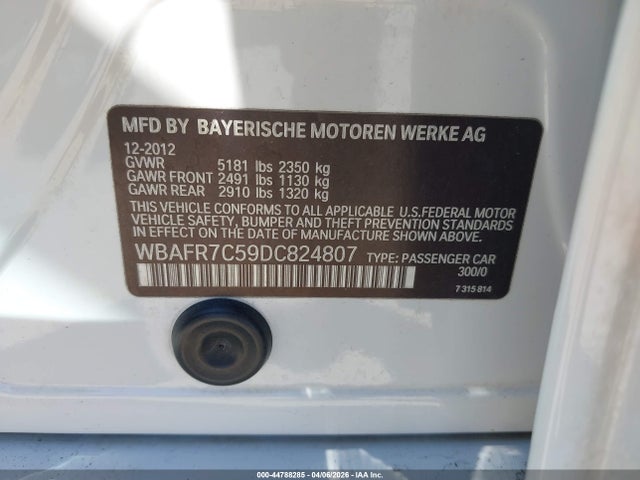 MFD BY BAYERISCHE MOTOREN WERKE AG
12-2012
GVWR 5181 lbs 2350 kg
GAWR FRONT 2491 lbs 1130 kg
GAWR REAR 2910 lbs 1320 kg
THIS VEHICLE CONFORMS TO ALL APPLICABLE U.S.FEDERAL MOTOR
VEHICLE SAFETY, BUMPER AND THEFT PREVENTION STANDARDS
IN EFFECT ON THE DATE OF MANUFACTURE SHOWN ABOVE.
WBAFR7C59DC824807 TYPE: PASSENGER CAR
300/0
7 315 814
000-44788285 - 04/06/2026 - IAA Inc.